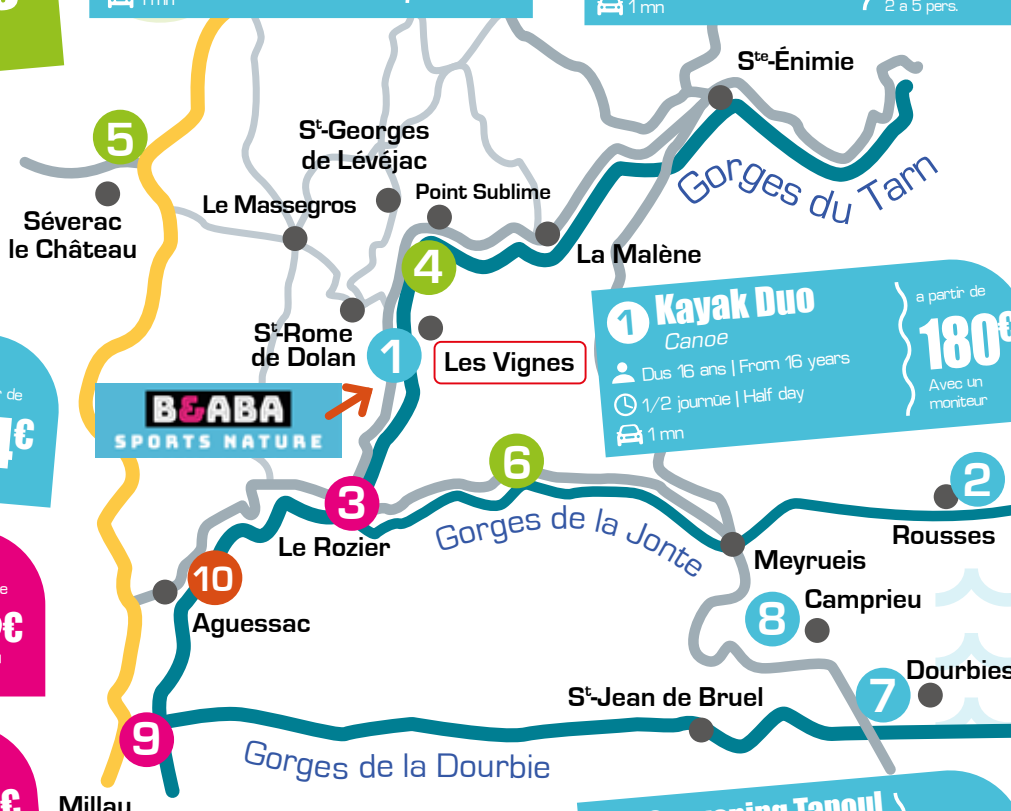 1 mn
1 mn
2 à 5 pers.
Ste-Énimie
5
St-Georges
de Lévéjac
Point Sublime
Le Massegros
Séverac
le Château
Gorges du Tarn
La Malène
4
St-Rome
de Dolan
1
Les Vignes
1 Kayak Duo
Canoe
Dus 16 ans | From 16 years
1/2 journûe | Half day
1 mn
a partir de
180€
Avec un
moniteur
de
€
B&ABA
SPORTS NATURE
6
3
Le Rozier
Gorges de la Jonte
2
Rousses
Meyrueis
10
Aguessac
8
Camprieu
€
Dourbies
7
St-Jean de Bruel
9
Gorges de la Dourbie
Millau
€